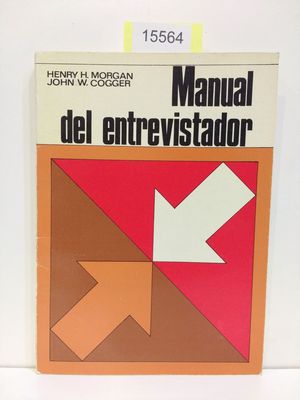 15564
HENRY H. MORGAN
JOHN W. COGGER
Manual
del entrevistador